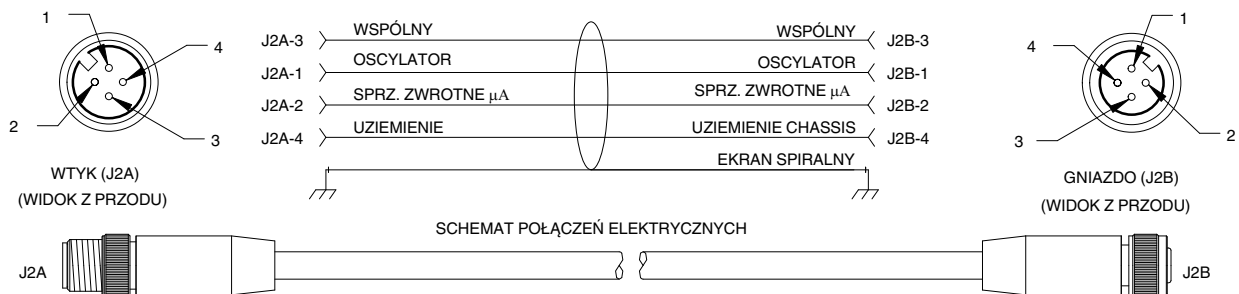 1
4
2
3
WTYK (J2A)
(WIDOK Z PRZODU)
J2A-3 WSPÓLNY WSPÓLNY J2B-3
J2A-1 OSCYLATOR OSCYLATOR J2B-1
J2A-2 SPRZ. ZWROTNE µA SPRZ. ZWROTNE µA J2B-2
J2A-4 UZIEMIENIE UZIEMIENIE CHASSIS J2B-4
EKRAN SPIRALNY
1
4
2
3
GNIAZDO (J2B)
(WIDOK Z PRZODU)
SCHEMAT POŁĄCZEŃ ELEKTRYCZNYCH
J2A
J2B